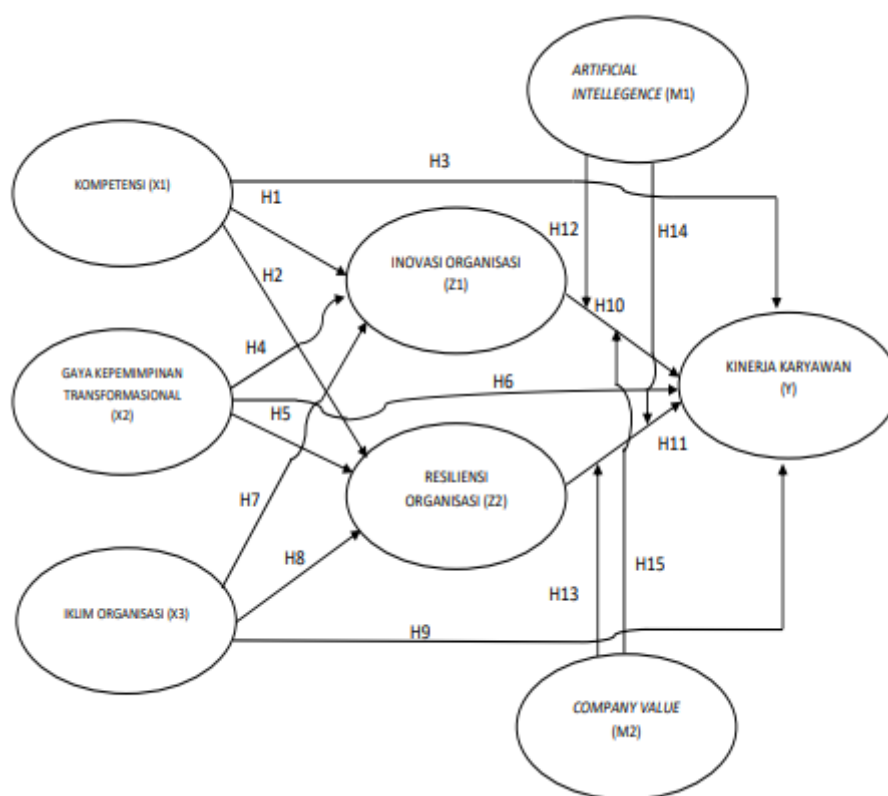 ARTIFICIAL
INTELLEGENCE (M1)
H3
KOMPETENSI (X1)
H1
H12
H14
INOVASI ORGANISASI
(Z1)
H2
H10
H4
GAYA KEPEMIMPINAN
TRANSFORMASIONAL
(X2)
H6
KINERJA KARYAWAN
(Y)
H5
H11
RESILIENSI
ORGANISASI (Z2)
H7
H8
H15
H13
IKLIM ORGANISASI (X3)
H9
COMPANY VALUE
(M2)